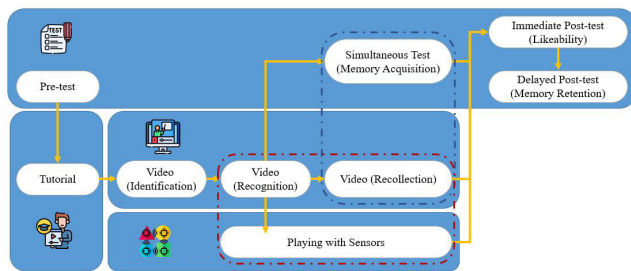 TEST
Immediate Post-test
(Likeability)
Simultaneous Test
(Memory Acquisition)
Pre-test
Delayed Post-test
(Memory Retention)
Tutorial
Video
(Identification)
Video
(Recognition)
Video (Recollection)
Playing with Sensors